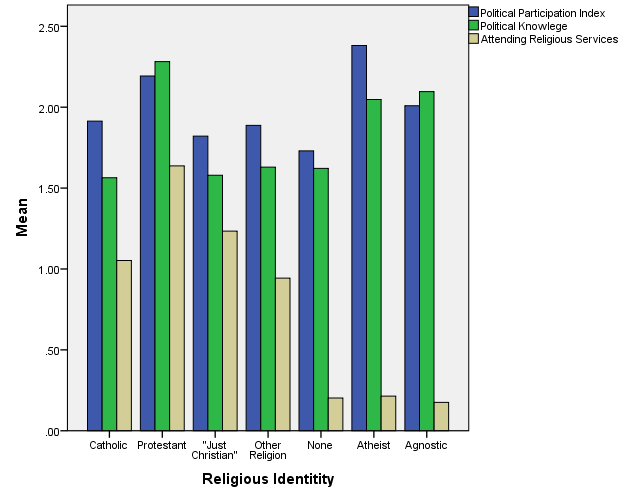 Political Participation Index
Political Knowlege
Attending Religious Services
Mean
2.50
2.00
1.50
1.00
.50
.00
Catholic
Protestant
"Just
Christian"
Other
Religion
None
Atheist
Agnostic
Religious Identitity